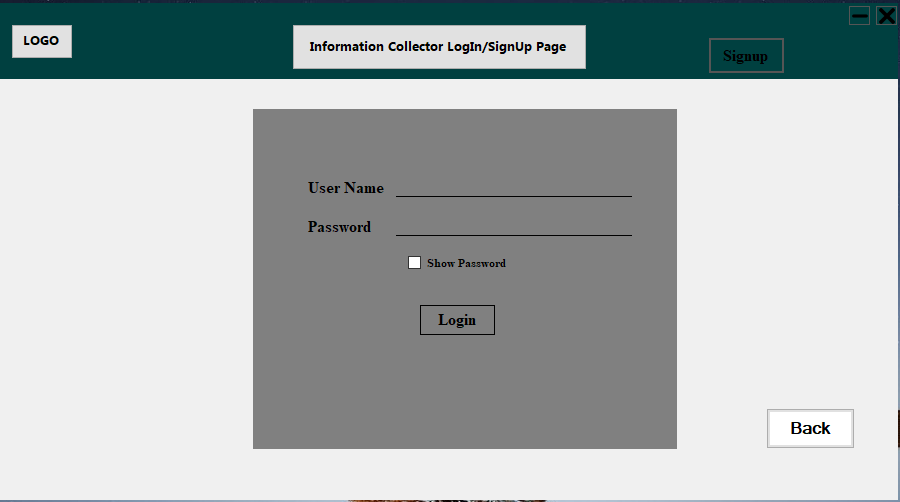 LOGO
Information Collector LogIn/SignUp Page
Signup
User Name
Password
Show Password
Login
Back